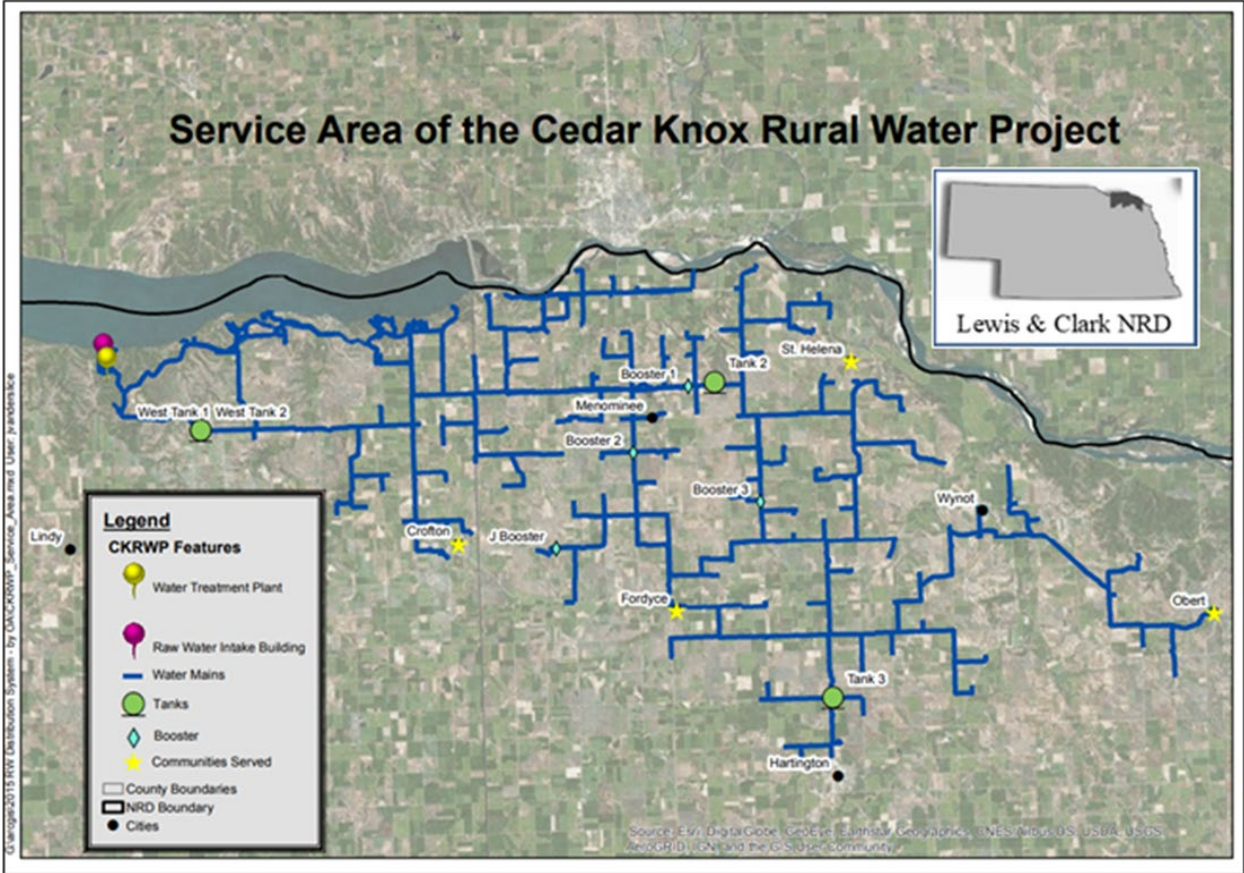 Service Area of the Cedar Knox Rural Water Project
Lewis & Clark NRD
St. Helena
Tank 2
Booster 1
Menominee
West Tank 1 West Tank 2
Booster 2
Booster 3
Wynot
Crofton
J Booster
Lindy
Fordyce
Obert
Tank 3
Hartington
Legend
CKRWP Features
Water Treatment Plant
Raw Water Intake Building
Water Mains
Tanks
Booster
Communities Served
County Boundaries
NRD Boundary
Cities
Source: Esri, DigitalGlobe, GeoEye, Earthstar Geographics, CNES/Airbus DS, USDA, USGS,
AeroGRID, IGN, and the GIS User Community